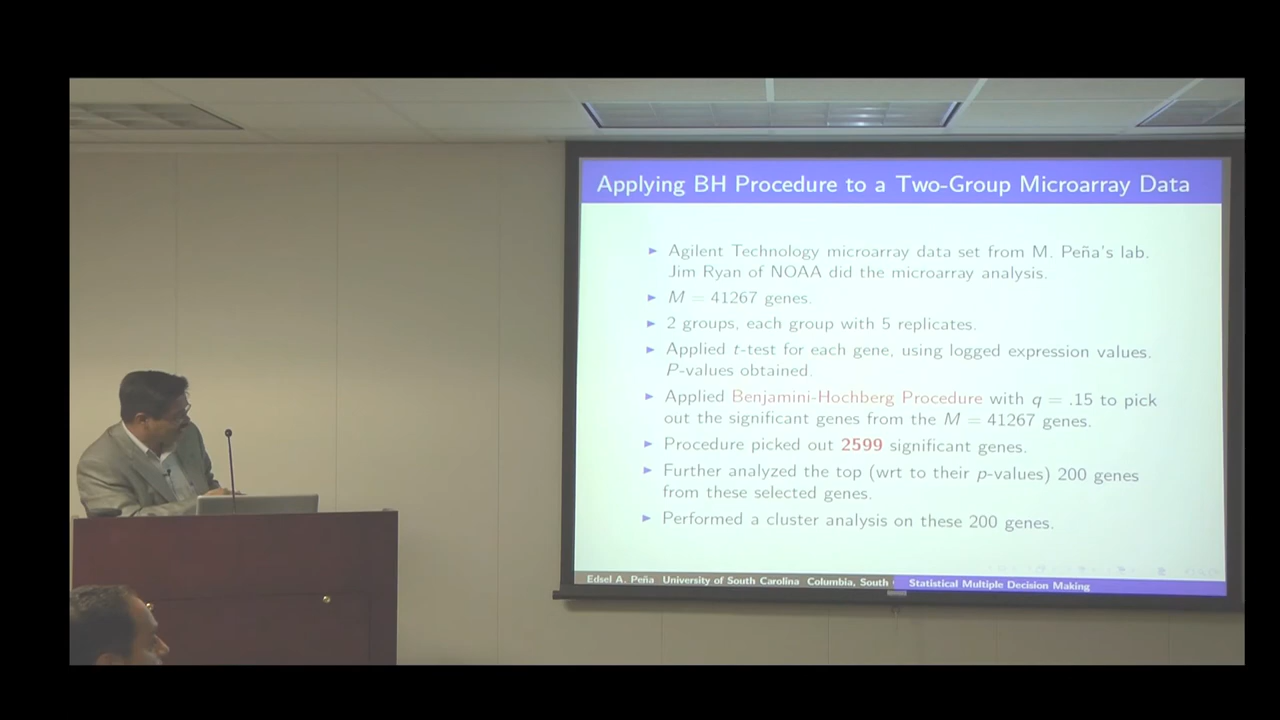 Applying BH Procedure to a Two-Group Microarray Data
► Agilent Technology microarray data set from M. Peña's lab.
Jim Ryan of NOAA did the microarray analysis.
► M = 41267 genes.
► 2 groups, each group with 5 replicates.
► Applied t-test for each gene, using logged expression values.
P-values obtained.
► Applied Benjamini-Hochberg Procedure with q = .15 to pick
out the significant genes from the M = 41267 genes.
► Procedure picked out 2599 significant genes.
► Further analyzed the top (wrt to their p-values) 200 genes
from these selected genes.
► Performed a cluster analysis on these 200 genes.
Edsel A. Peña University of South Carolina Columbia, South
Statistical Multiple Decision Making